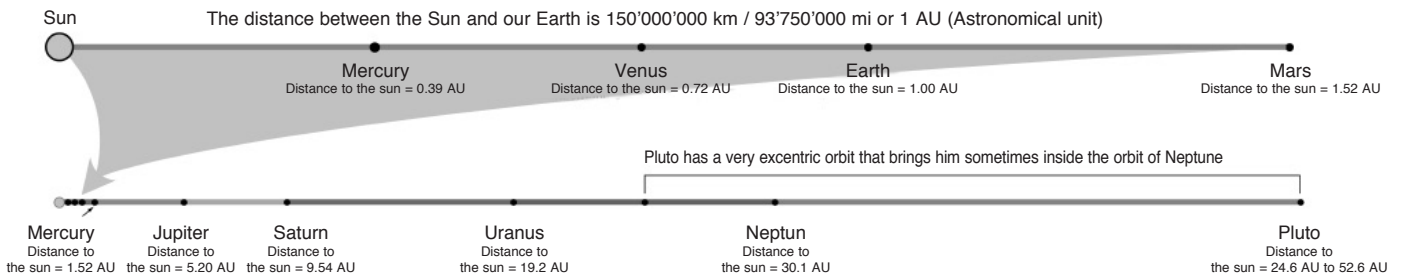 The distance between the Sun and our Earth is 150'000'000 km / 93'750'000 mi or 1 AU (Astronomical unit)
Sun
Mercury
Distance to the sun = 0.39 AU
Venus
Distance to the sun = 0.72 AU
Earth
Distance to the sun = 1.00 AU
Mars
Distance to the sun = 1.52 AU
Pluto has a very excentric orbit that brings him sometimes inside the orbit of Neptune
Mercury
Distance to
the sun = 1.52 AU
Jupiter
Distance to
the sun = 5.20 AU
Saturn
Distance to
the sun = 9.54 AU
Uranus
Distance to
the sun = 19.2 AU
Neptun
Distance to
the sun = 30.1 AU
Pluto
Distance to
the sun = 24.6 AU to 52.6 AU